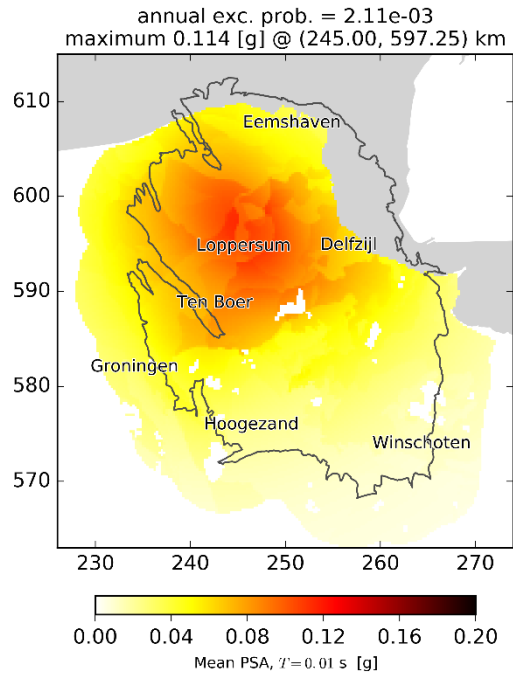 annual exc. prob. = 2.11e-03
maximum 0.114 [g] @ (245.00, 597.25) km
610
Eemshaven
600
Loppersum
Delfzijl
590
Ten Boer
Groningen
580
Hoogezand
Winschoten
570
230 240 250 260 270
0.00 0.04 0.08 0.12 0.16 0.20
Mean PSA, T=0.01 s [g]